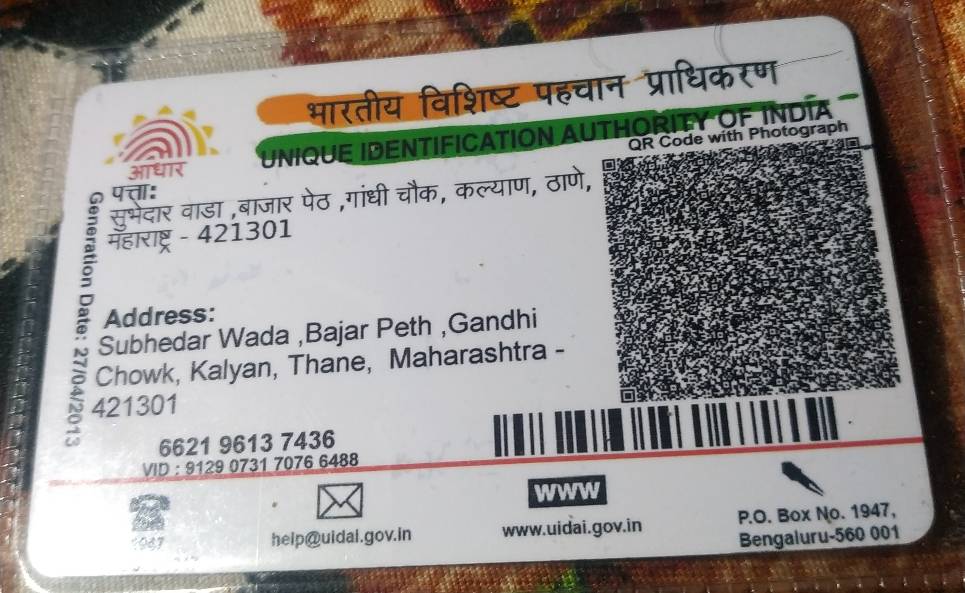 भारतीय विशिष्ट पहचान प्राधिकरण
UNIQUE IDENTIFICATION AUTHORITY OF INDIA
QR Code with Photograph
आधार
पत्ता:
सुभेदार वाडा ,बाजार पेठ ,गांधी चौक, कल्याण, ठाणे,
महाराष्ट्र - 421301
Generation Date: 27/04/2013
Address:
Subhedar Wada ,Bajar Peth ,Gandhi
Chowk, Kalyan, Thane, Maharashtra -
421301
6621 9613 7436
VID : 9129 0731 7076 6488
1947
help@uidai.gov.in
www
www.uidai.gov.in
P.O. Box No. 1947,
Bengaluru-560 001